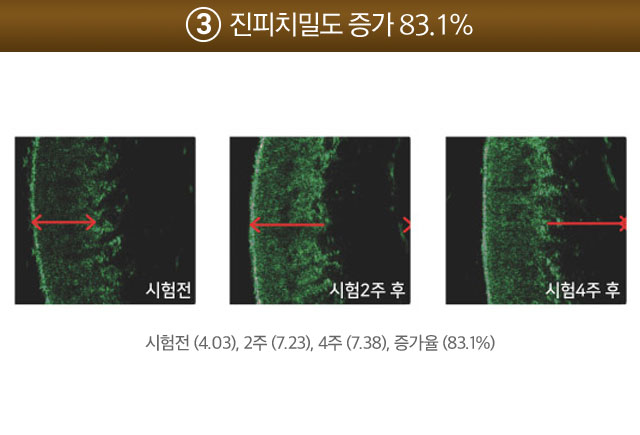 ③ 진피치밀도 증가 83.1%
시험전
시험2주 후
시험4주 후
시험전 (4.03), 2주 (7.23), 4주 (7.38), 증가율 (83.1%)